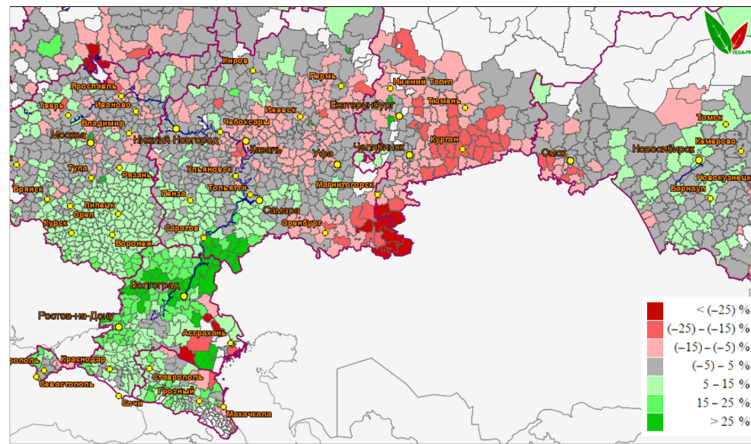 VEGA-PRO
Киров
Пермь
Нижний Тагил
Ярославль
Екатеринбург
Тюмень
Тверь
Иваново
Ижевск
Чебоксары
Томск
Владимир
Москва
Нижний Новгород
Курган
Казань
Челябинск
Омск
Новосибирск
Кемерово
Уфа
Тула
Рязань
Ульяновск
Новокузнецк
Брянск
Тольятти
Магнитогорск
Барнаул
Пенза
Липецк
Орел
Самара
Курск
Саратов
Оренбург
Воронеж
Волгоград
Ростов-на-Дону
Астрахань
рополь
Краснодар
Ставрополь
Севастополь
Грозный
Сочи
Махачкала
< (-25) %
(-25) – (-15) %
(-15) – (-5) %
(-5) – 5 %
5 – 15 %
15 – 25 %
> 25 %